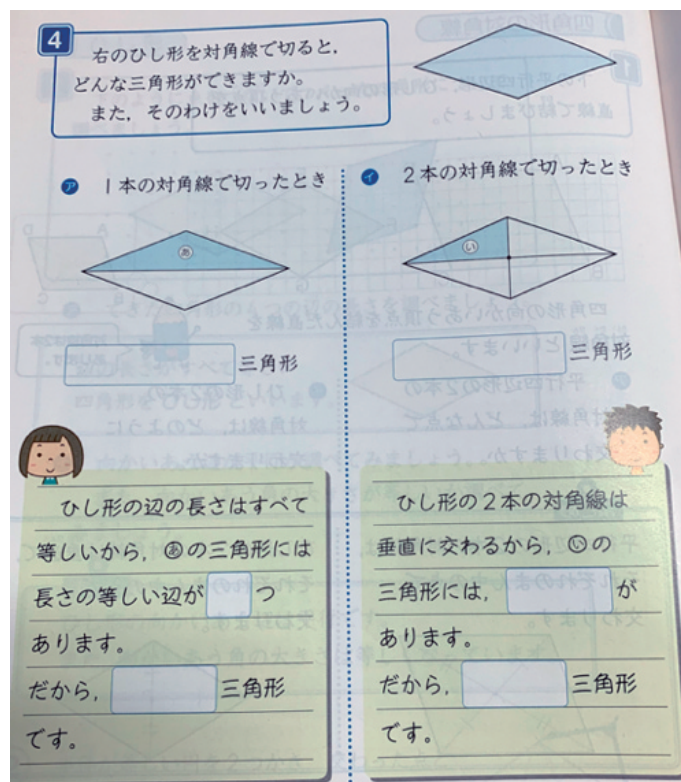 4
右のひし形を対角線で切ると,
どんな三角形ができますか。
また, そのわけをいいましょう。
ア 1本の対角線で切ったとき
あ
三角形
ひし形の辺の長さはすべて
等しいから, あの三角形には
長さの等しい辺が つ
あります。
だから, 三角形
です。
イ 2本の対角線で切ったとき
い
三角形
ひし形の2本の対角線は
垂直に交わるから, いの
三角形には, が
あります。
だから, 三角形
です。